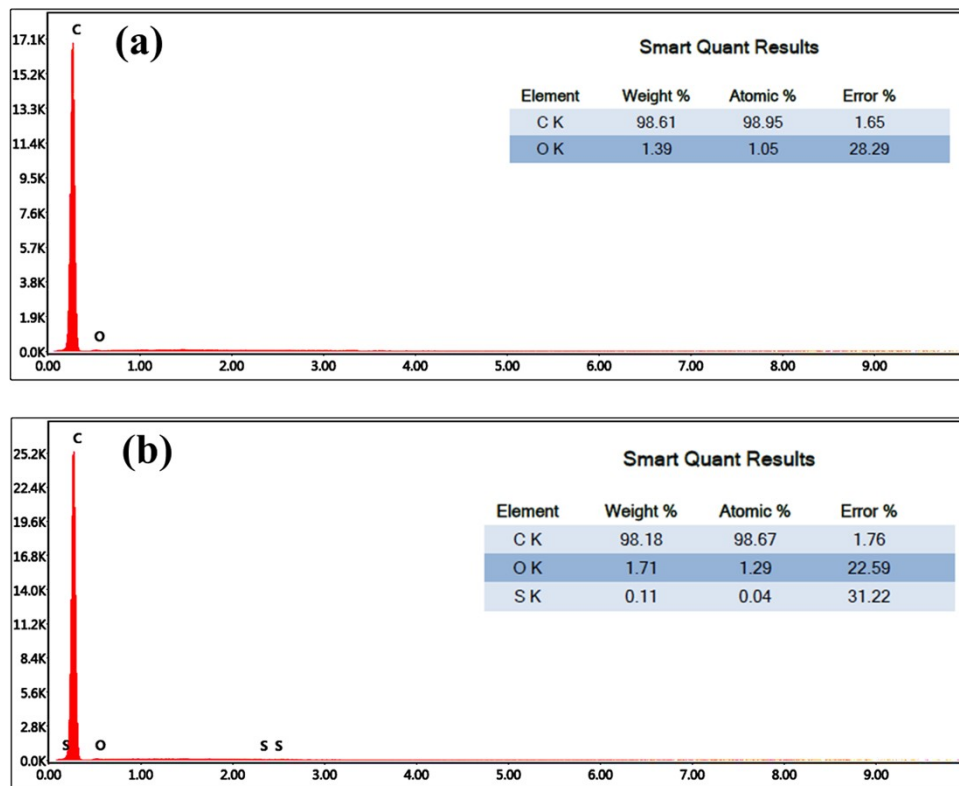 C
(a)
17.1K
15.2K
13.3K
11.4K
9.5K
7.6K
5.7K
3.8K
1.9K
0.0K
Smart Quant Results
Element Weight % Atomic % Error %
C K 98.61 98.95 1.65
O K 1.39 1.05 28.29
O
0.00 1.00 2.00 3.00 4.00 5.00 6.00 7.00 8.00 9.00
C
(b)
25.2K
22.4K
19.6K
16.8K
14.0K
11.2K
8.4K
5.6K
2.8K
0.0K
Smart Quant Results
Element Weight % Atomic % Error %
C K 98.18 98.67 1.76
O K 1.71 1.29 22.59
S K 0.11 0.04 31.22
S O S S
0.00 1.00 2.00 3.00 4.00 5.00 6.00 7.00 8.00 9.00